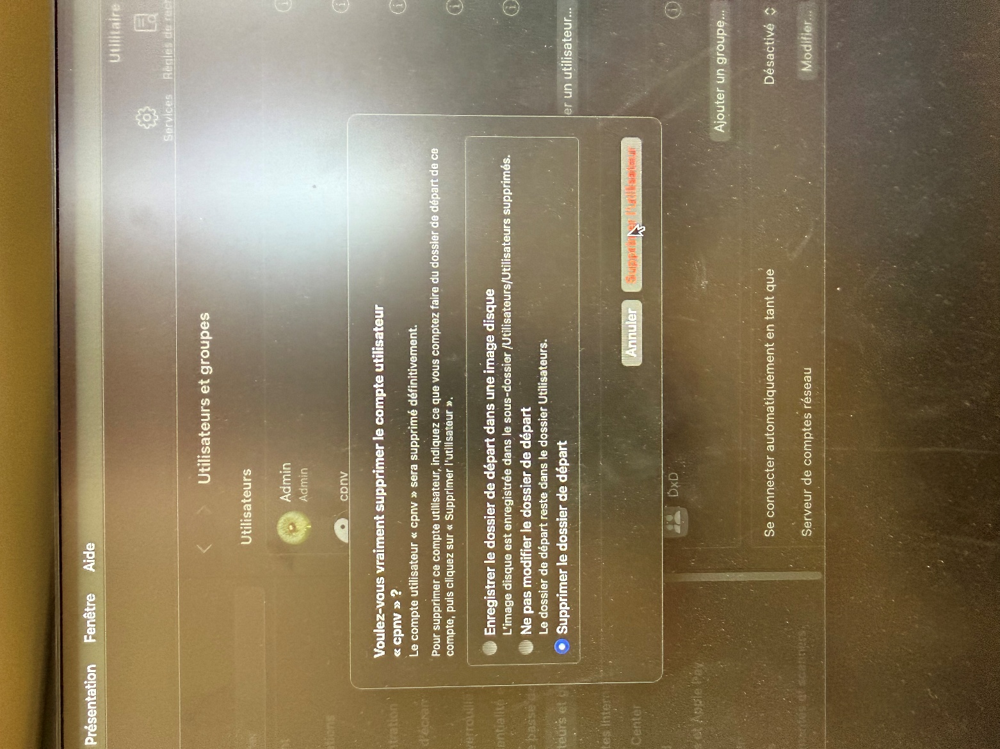 Présentation Fenêtre Aide
Utilitaire
Services
Utilisateurs et groupes
Utilisateurs
Admin
Admin
cpnv
Voulez-vous vraiment supprimer le compte utilisateur
« cpnv » ?
Le compte utilisateur « cpnv » sera supprimé définitivement.
Pour supprimer ce compte utilisateur, indiquez ce que vous comptez faire du dossier de départ de ce
compte, puis cliquez sur « Supprimer l'utilisateur ».
Enregistrer le dossier de départ dans une image disque
L'image disque est enregistrée dans le sous-dossier /Utilisateurs/Utilisateurs supprimés.
Ne pas modifier le dossier de départ
Le dossier de départ reste dans le dossier Utilisateurs.
Supprimer le dossier de départ
er un utilisateur...
Annuler
Supprimer l'utilisateur
DxD
Center
Ajouter un groupe...
Se connecter automatiquement en tant que
Désactivé
Serveur de comptes réseau
Modifier...